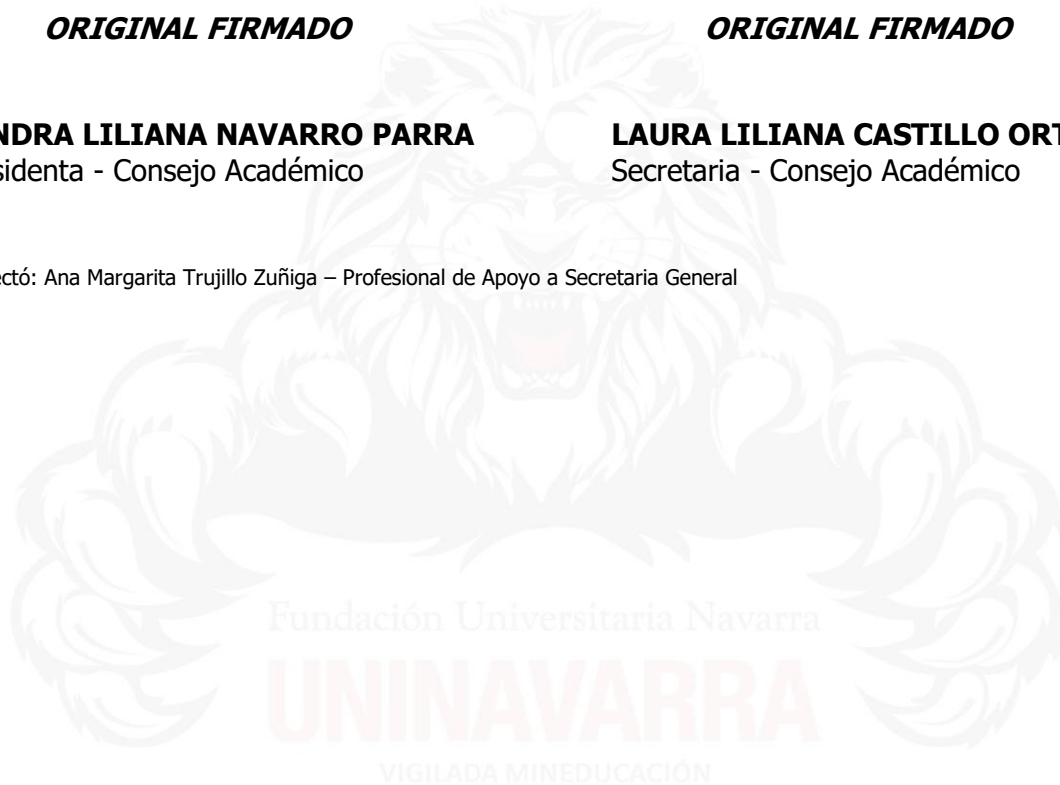 ORIGINAL FIRMADO ORIGINAL FIRMADO
NDRA LILIANA NAVARRO PARRA LAURA LILIANA CASTILLO ORT
sidenta - Consejo Académico Secretaria - Consejo Académico
ectó: Ana Margarita Trujillo Zuñiga – Profesional de Apoyo a Secretaria General
Fundación Universitaria Navarra
UNINAVARRA
VIGILADA MINEDUCACIÓN